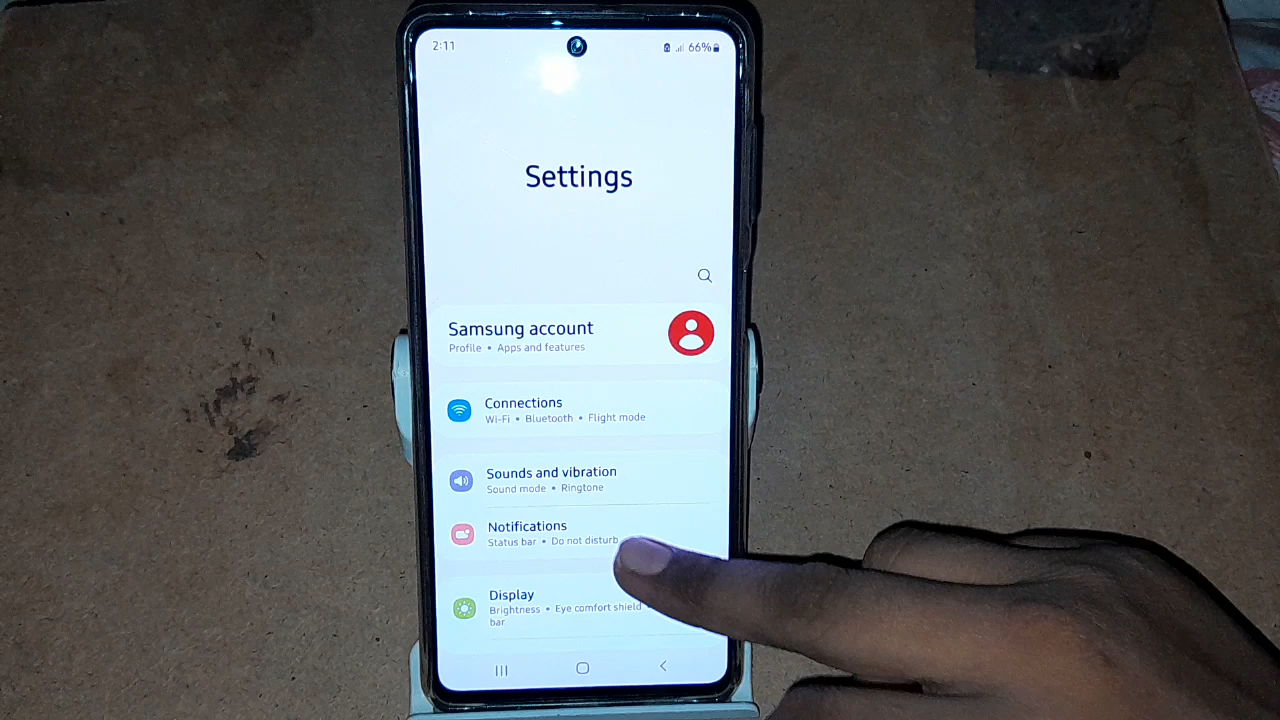 2:11
66%
Settings
Samsung account
Profile • Apps and features
Connections
Wi-Fi • Bluetooth • Flight mode
Sounds and vibration
Sound mode • Ringtone
Notifications
Status bar • Do not disturb
Display
Brightness • Eye comfort shield
bar